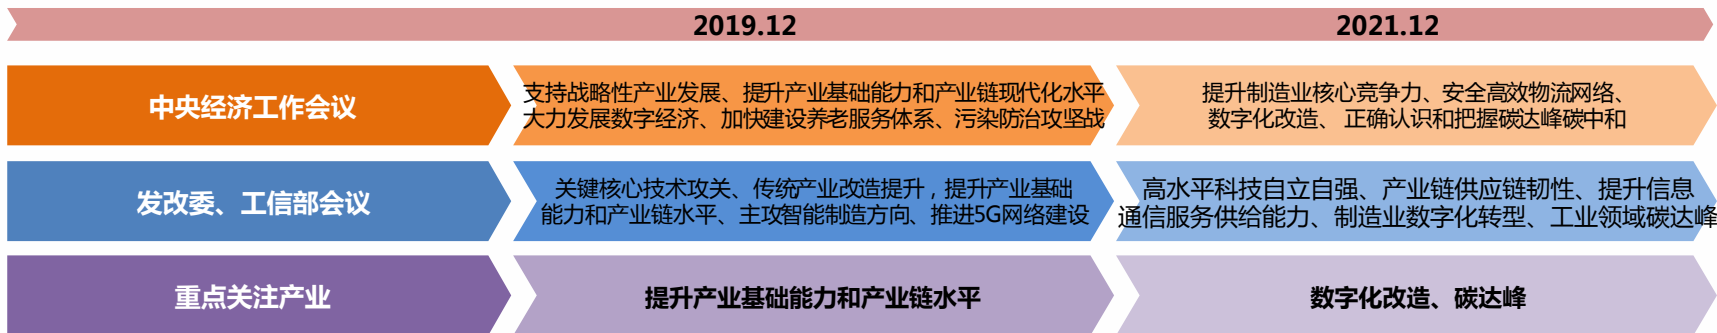 2019.12
2021.12
中央经济工作会议
支持战略性产业发展、提升产业基础能力和产业链现代化水平
大力发展数字经济、加快建设养老服务体系、污染防治攻坚战
提升制造业核心竞争力、安全高效物流网络、
数字化改造、 正确认识和把握碳达峰碳中和
发改委、工信部会议
关键核心技术攻关、传统产业改造提升，提升产业基础
能力和产业链水平、主攻智能制造方向、推进5G网络建设
高水平科技自立自强、产业链供应链韧性、提升信息
通信服务供给能力、制造业数字化转型、工业领域碳达峰
重点关注产业
提升产业基础能力和产业链水平
数字化改造、碳达峰